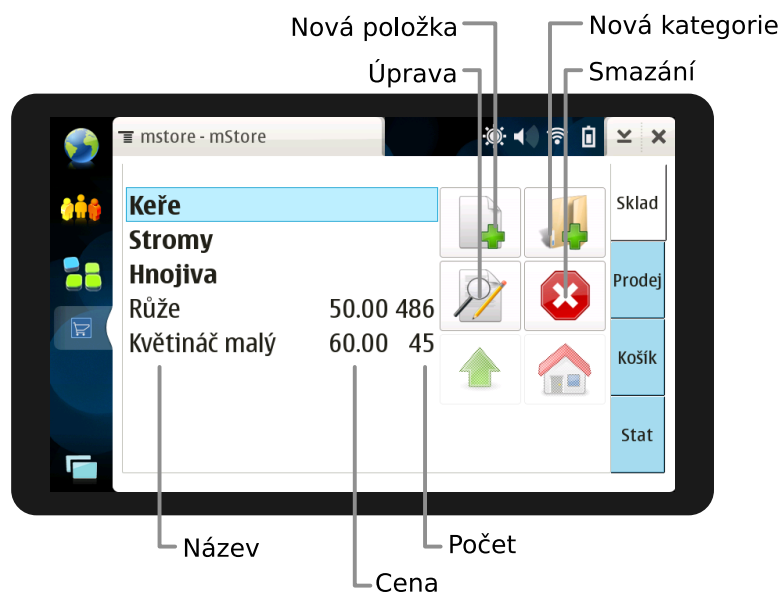 Nová položka
Nová kategorie
Úprava
Smazání
mstore - mStore
Keře
Stromy
Hnojiva
Růže 50.00 486
Květináč malý 60.00 45
Sklad
Prodej
Košík
Stat
Název
Počet
Cena